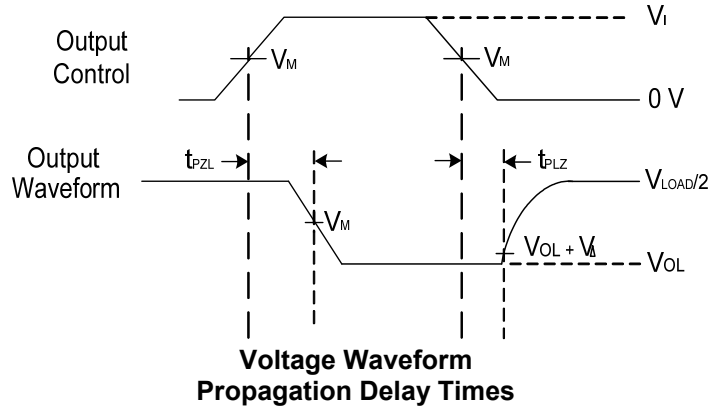 Output
Control
VM
VM
VI
0 V
Output
Waveform
tPZL
tPLZ
VLOAD/2
VM
VOL + VΔ
VOL
Voltage Waveform
Propagation Delay Times